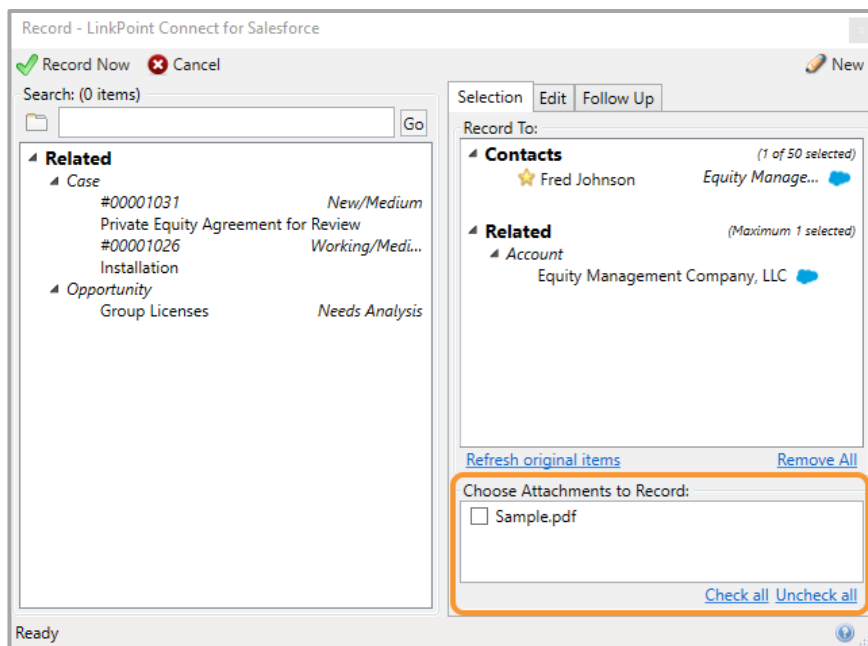 Record - LinkPoint Connect for Salesforce
x
Record Now Cancel New
Search: (0 items)
Go
Related
Case
#00001031 New/Medium
Private Equity Agreement for Review
#00001026 Working/Medi...
Installation
Opportunity
Group Licenses Needs Analysis
Selection Edit Follow Up
Record To:
Contacts (1 of 50 selected)
Fred Johnson Equity Manage...
Related (Maximum 1 selected)
Account
Equity Management Company, LLC
Refresh original items Remove All
Choose Attachments to Record:
Sample.pdf
Check all Uncheck all
Ready ?